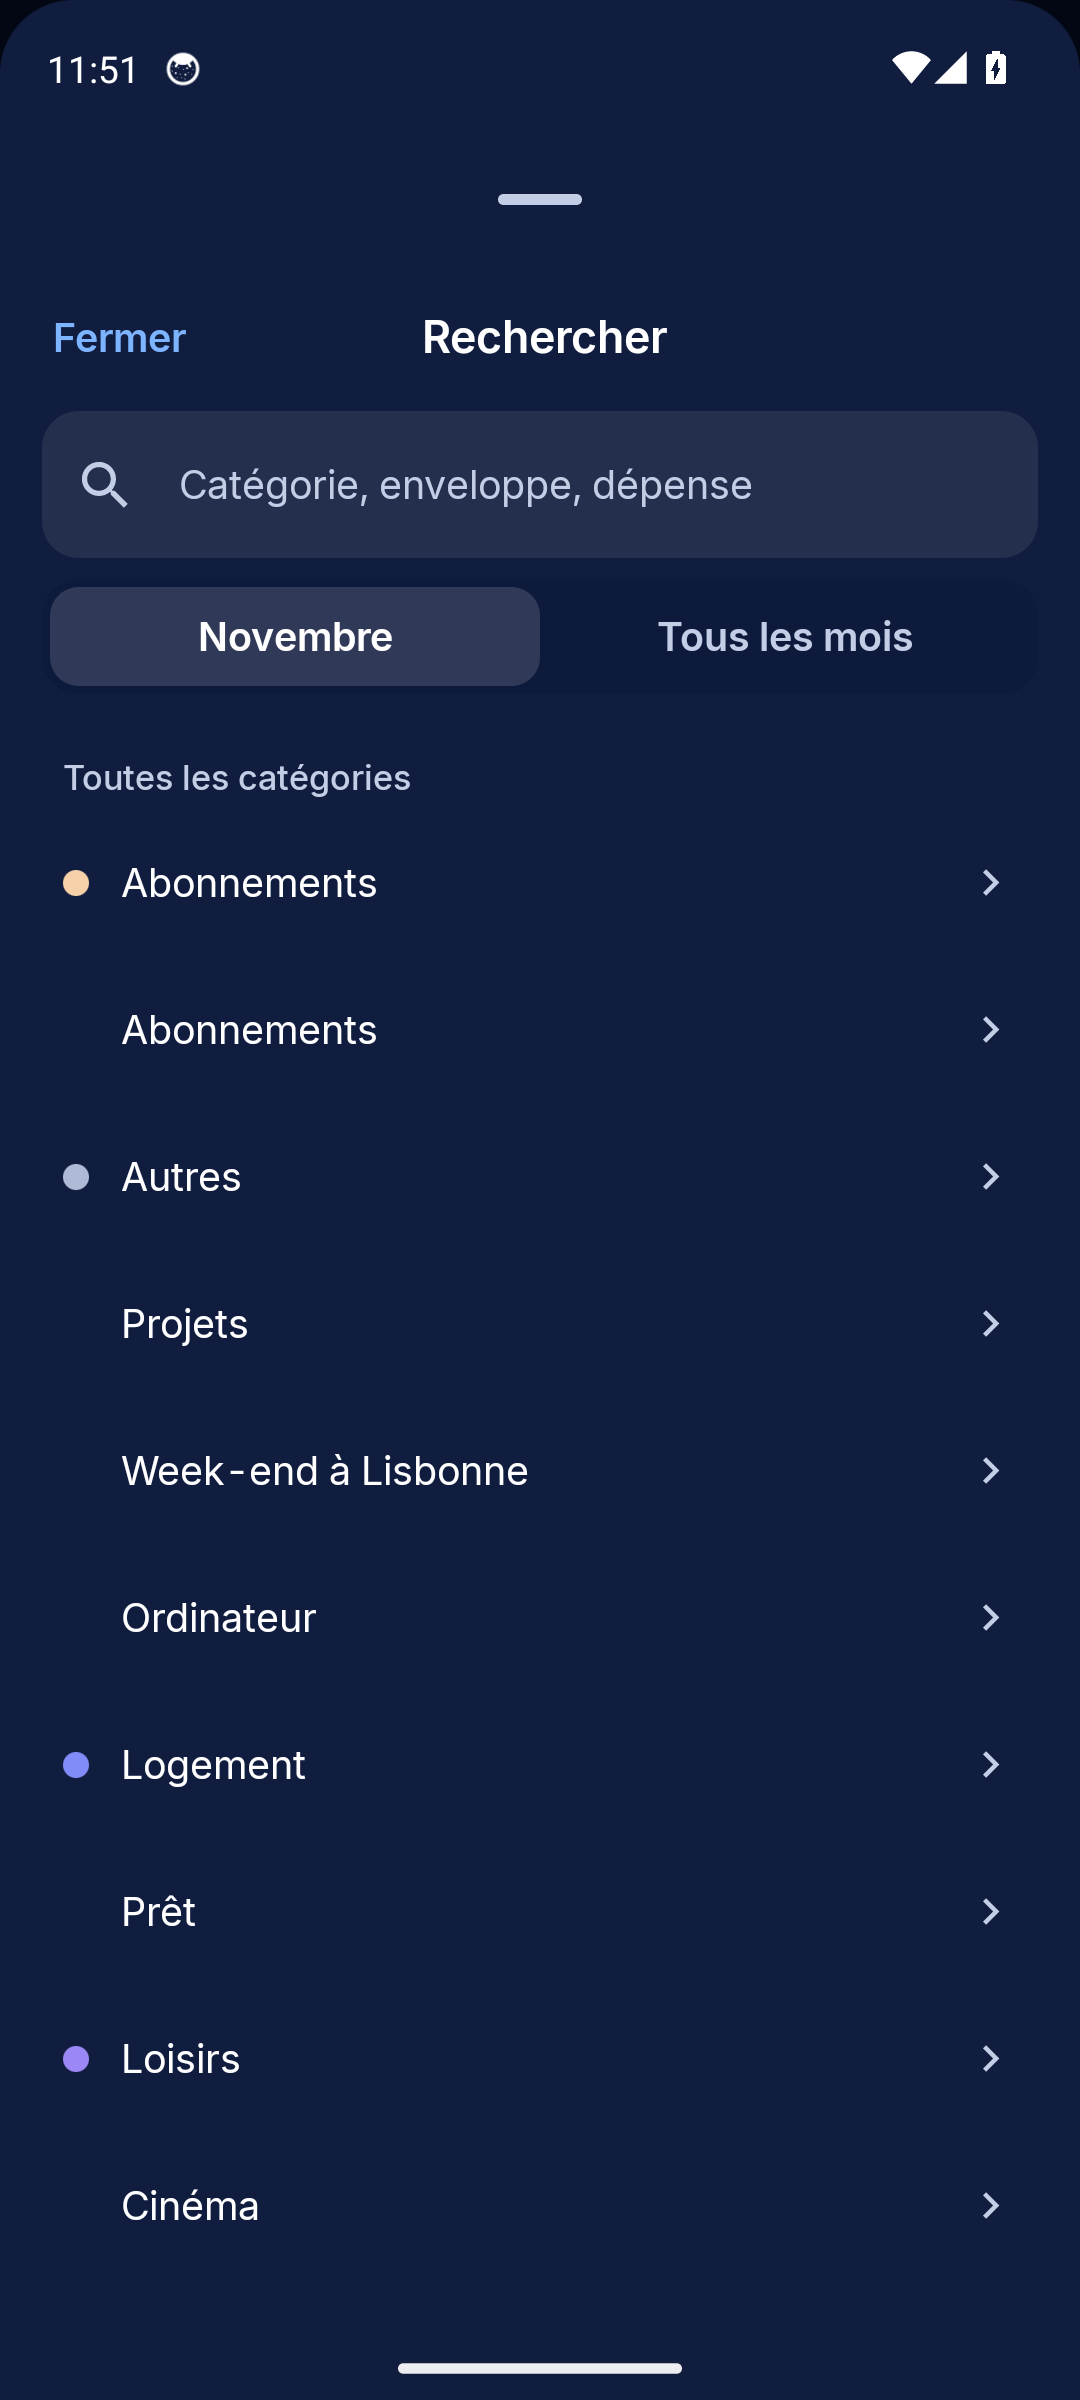 11:51
Fermer
Rechercher
Catégorie, enveloppe, dépense
Novembre
Tous les mois
Toutes les catégories
Abonnements
Abonnements
Autres
Projets
Week-end à Lisbonne
Ordinateur
Logement
Prêt
Loisirs
Cinéma